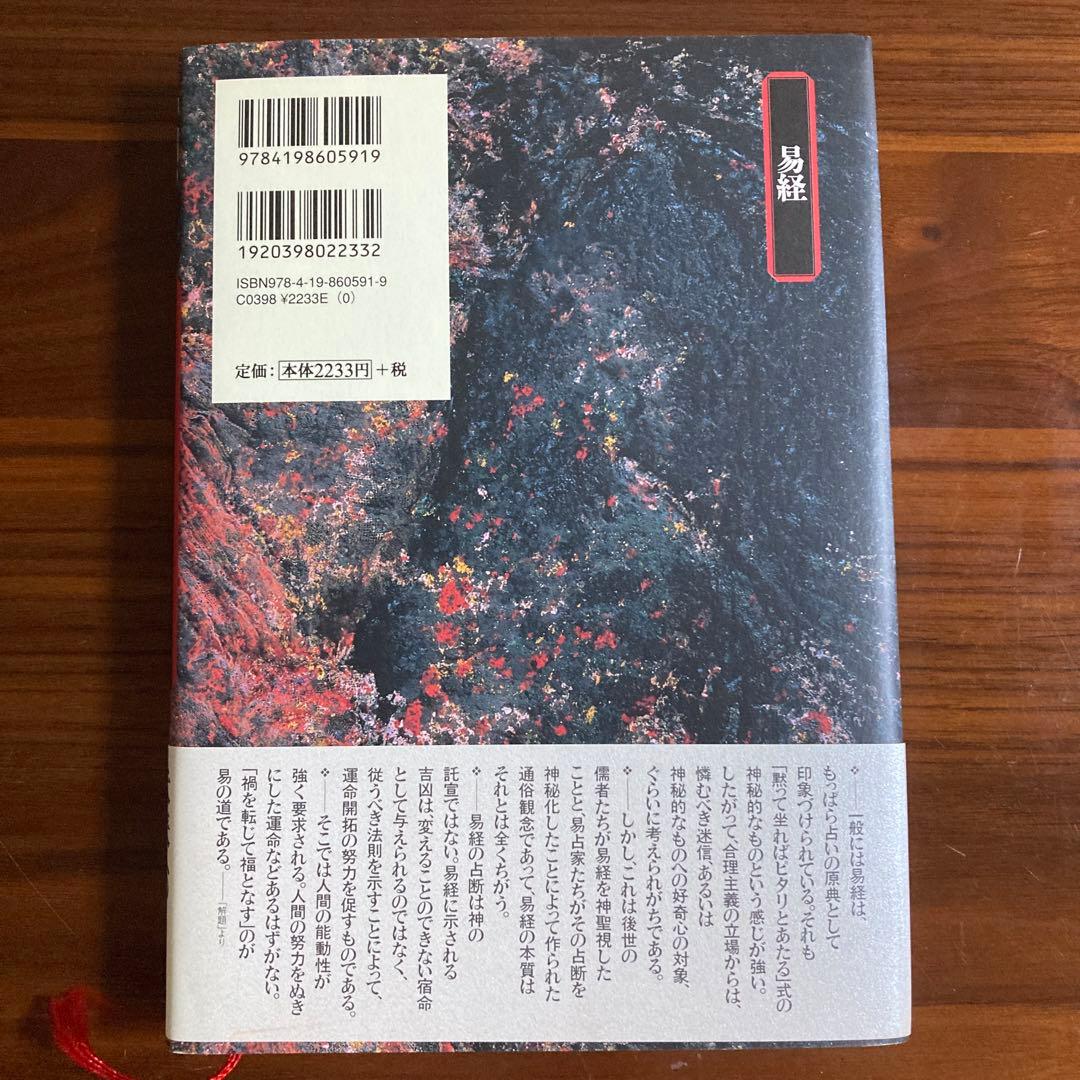 易経
9784198605919
1920398022332
ISBN978-4-19-860591-9
C0398 ¥2233E (0)
定価:本体2233円+税
❖――一般には易経は、
もっぱら占いの原典として
印象づけられている。それも
「黙って坐ればピタリとあたる」式の
神秘的なものという感じが強い。
したがって、合理主義の立場からは、
憐むべき迷信、あるいは
神秘的なものへの好奇心の対象、
ぐらいに考えられがちである。
❖――しかし、これは後世の
儒者たちが易経を神聖視した
ことと、易占家たちがその占断を
神秘化したことによって作られた
通俗観念であって、易経の本質は
それとは全くちがう。
❖――易経の占断は神の
託宣ではない。易経に示される
吉凶は、変えることのできない宿命
として与えられるのではなく、
従うべき法則を示すことによって、
運命開拓の努力を促すものである。
❖――そこでは人間の能動性が
強く要求される。人間の努力をぬき
にした運命などあるはずがない。
「禍を転じて福となす」のが
易の道である。――「解題」より